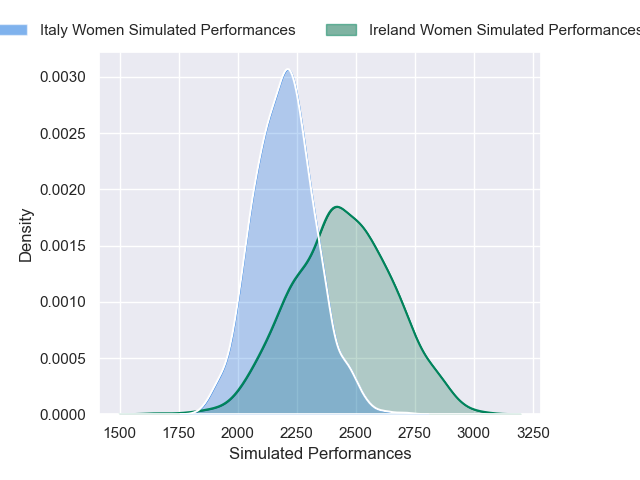 Italy Women Simulated Performances Ireland Women Simulated Performances
0.0030
0.0025
0.0020
0.0015
0.0010
0.0005
0.0000
Density
1500 1750 2000 2250 2500 2750 3000 3250
Simulated Performances